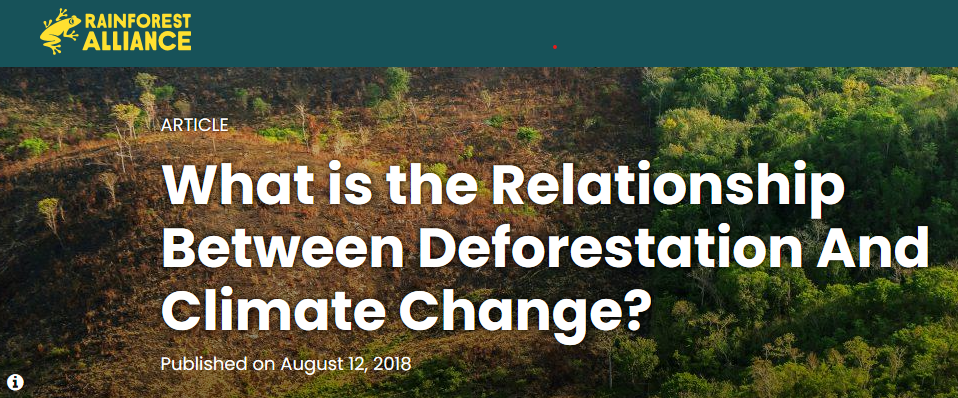 RAINFOREST
ALLIANCE
ARTICLE
What is the Relationship
Between Deforestation And
Climate Change?
Published on August 12, 2018
i